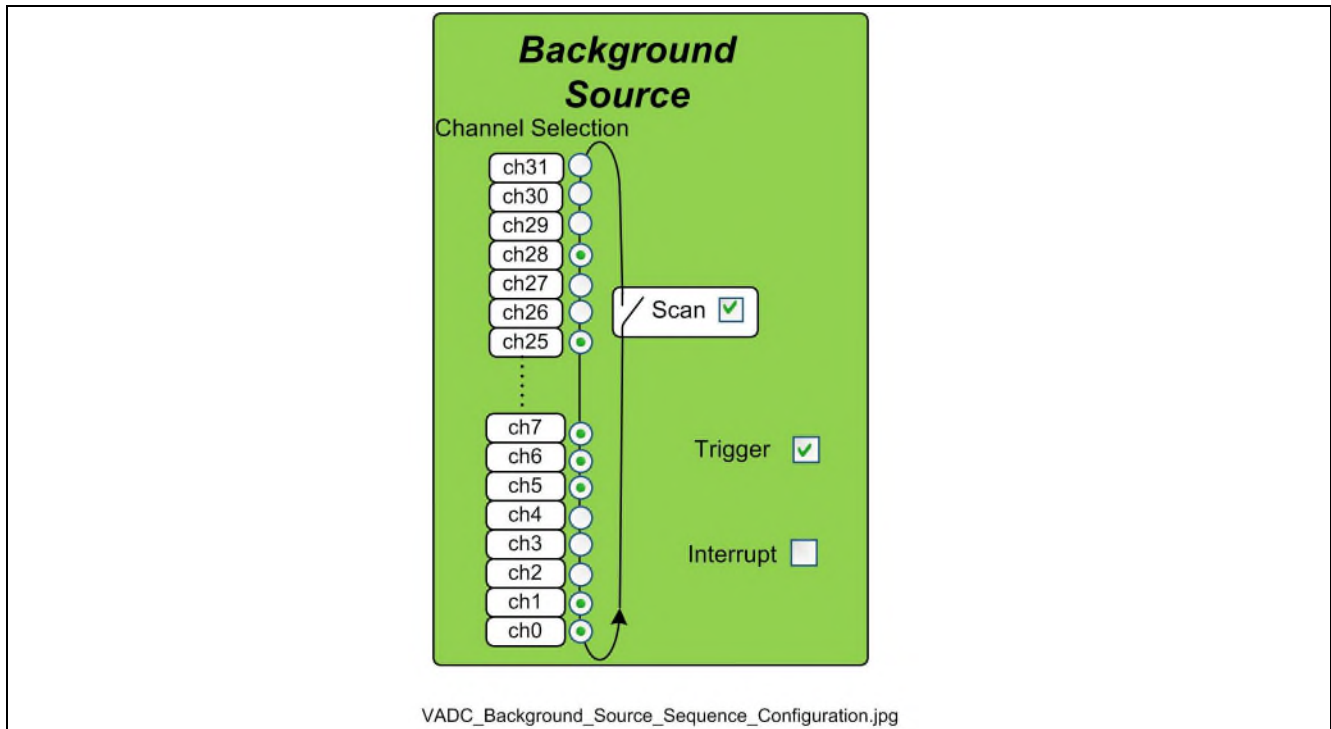 Background
Source
Channel Selection
ch31
ch30
ch29
ch28
ch27
ch26
ch25
Scan
ch7
ch6
ch5
ch4
ch3
ch2
ch1
ch0
Trigger
Interrupt
VADC_Background_Source_Sequence_Configuration.jpg